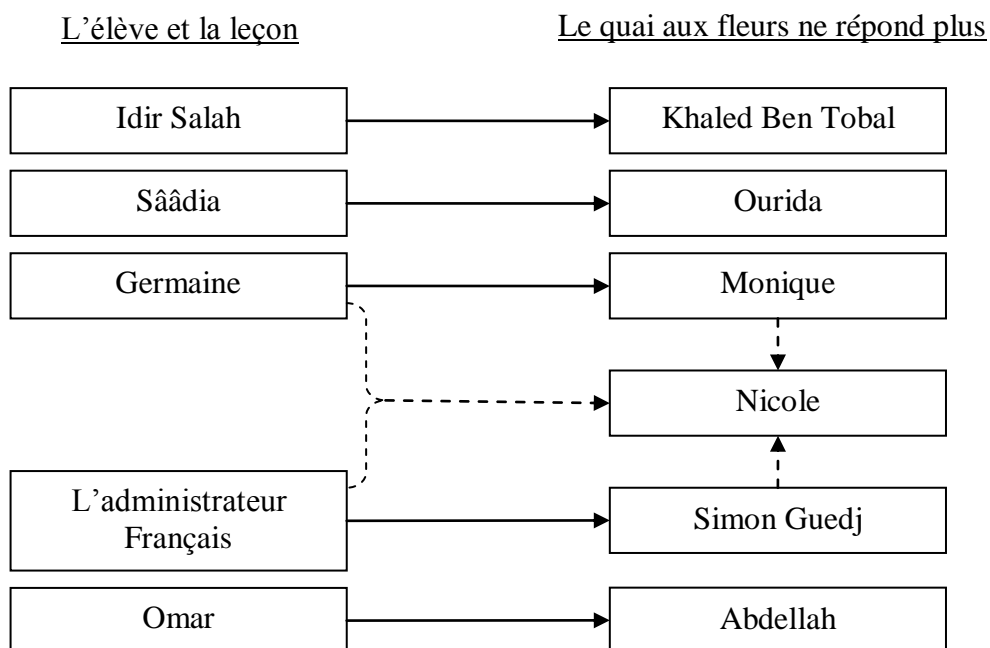 L’élève et la leçon
Le quai aux fleurs ne répond plus
Idir Salah
Khaled Ben Tobal
Sââdia
Ourida
Germaine
Monique
Nicole
L’administrateur
Français
Simon Guedj
Omar
Abdellah